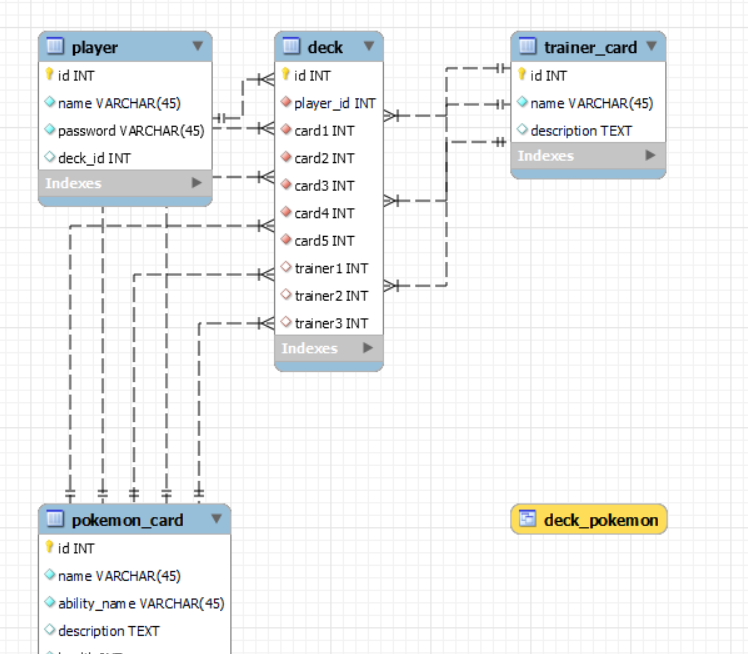 player
id INT
name VARCHAR(45)
password VARCHAR(45)
deck_id INT
Indexes
deck
id INT
player_id INT
card1 INT
card2 INT
card3 INT
card4 INT
card5 INT
trainer1 INT
trainer2 INT
trainer3 INT
Indexes
trainer_card
id INT
name VARCHAR(45)
description TEXT
Indexes
pokemon_card
id INT
name VARCHAR(45)
ability_name VARCHAR(45)
description TEXT
deck_pokemon